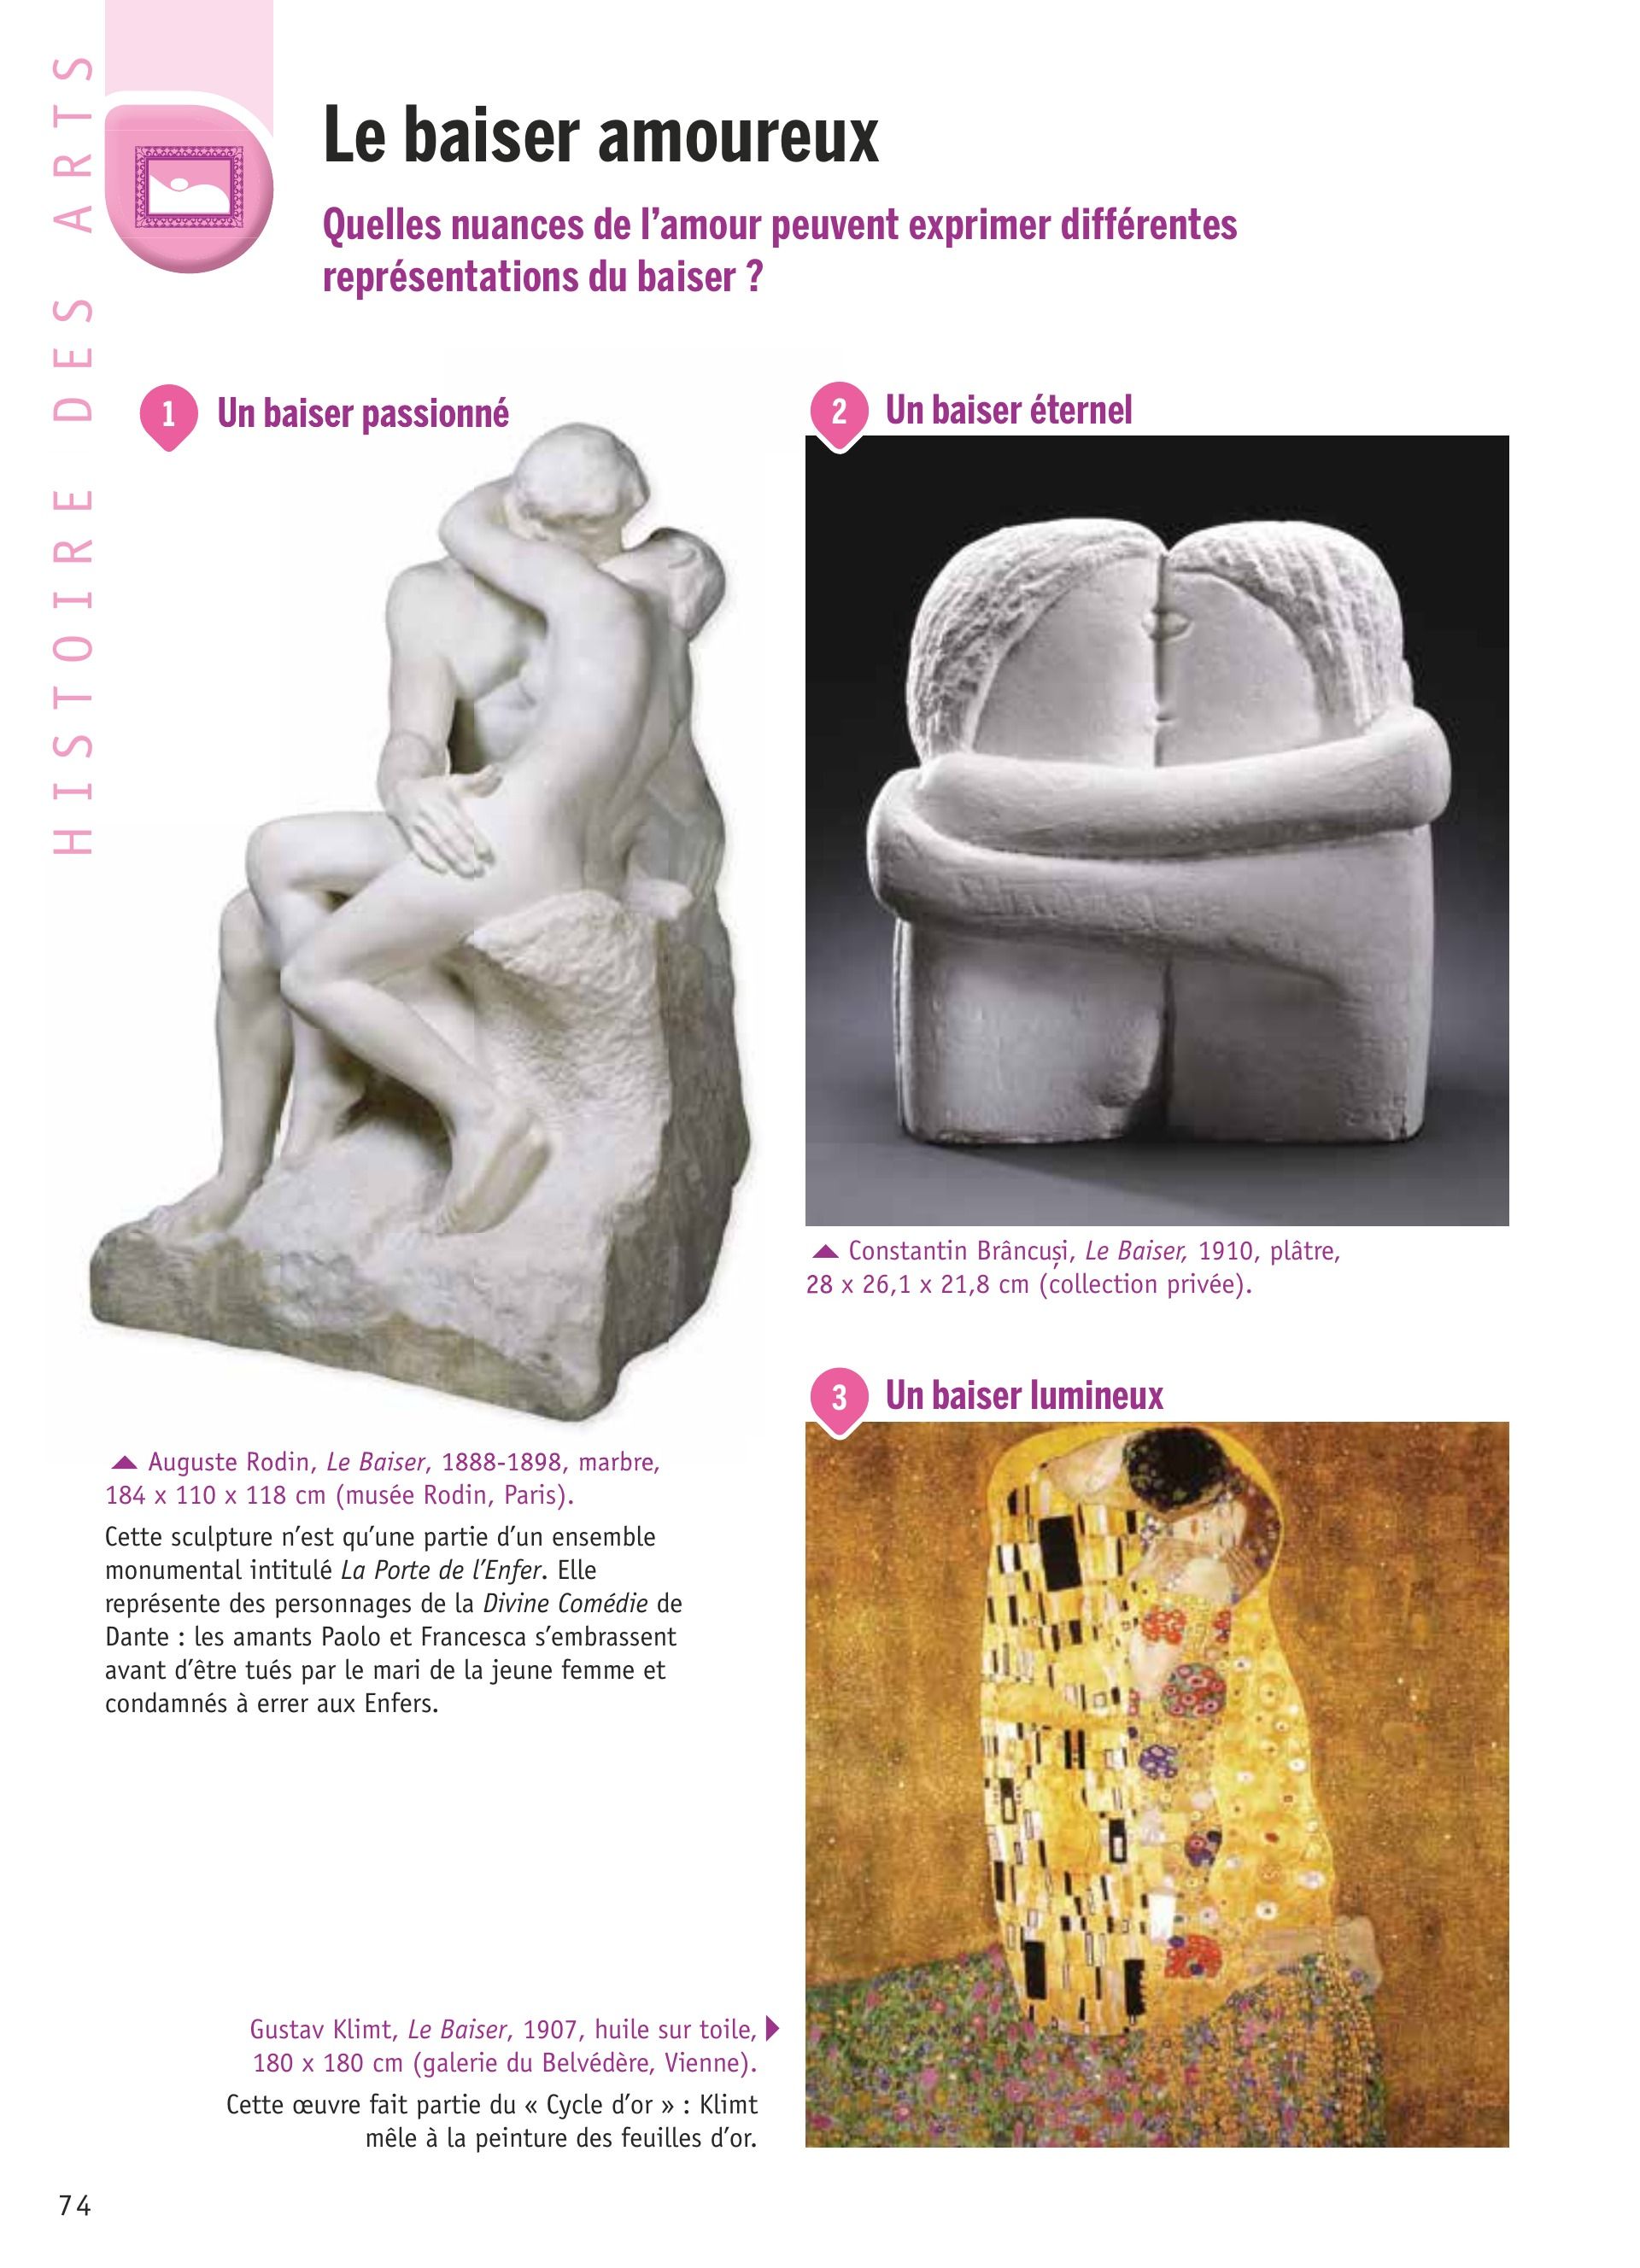 HISTOIRE DES ARTS
Le baiser amoureux
Quelles nuances de l’amour peuvent exprimer différentes
représentations du baiser ?
1 Un baiser passionné
Auguste Rodin, Le Baiser, 1888-1898, marbre,
184 x 110 x 118 cm (musée Rodin, Paris).
Cette sculpture n’est qu’une partie d’un ensemble
monumental intitulé La Porte de l’Enfer. Elle
représente des personnages de la Divine Comédie de
Dante : les amants Paolo et Francesca s’embrassent
avant d’être tués par le mari de la jeune femme et
condamnés à errer aux Enfers.
2 Un baiser éternel
Constantin Brâncuşi, Le Baiser, 1910, plâtre,
28 x 26,1 x 21,8 cm (collection privée).
3 Un baiser lumineux
Gustav Klimt, Le Baiser, 1907, huile sur toile,
180 x 180 cm (galerie du Belvédère, Vienne).
Cette œuvre fait partie du « Cycle d’or » : Klimt
mêle à la peinture des feuilles d’or.
74